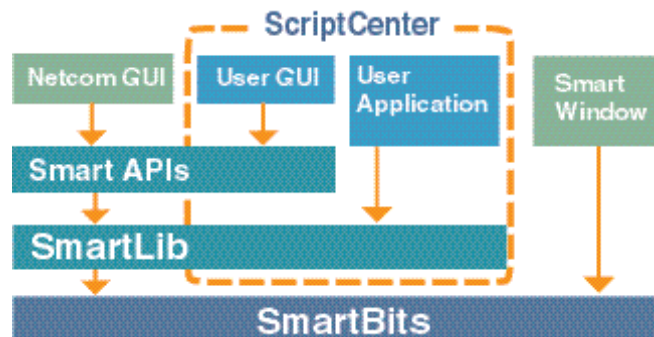 ScriptCenter
Netcom GUI
User GUI
User
Application
Smart
Window
Smart APIs
SmartLib
SmartBits